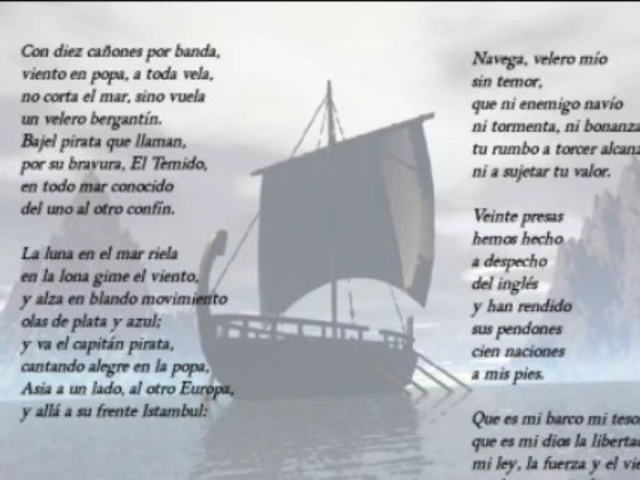 Con diez cañones por banda,
viento en popa, a toda vela,
no corta el mar, sino vuela
un velero bergantín.
Bajel pirata que llaman,
por su bravura, El Temido,
en todo mar conocido
del uno al otro confín.
La luna en el mar riela
en la lona gime el viento,
y alza en blando movimiento
olas de plata y azul;
y va el capitán pirata,
cantando alegre en la popa,
Asia a un lado, al otro Europa,
y allá a su frente Istambul:
Navega, velero mío
sin temor,
que ni enemigo navío
ni tormenta, ni bonanza
tu rumbo a torcer alcanz
ni a sujetar tu valor.
Veinte presas
hemos hecho
a despecho
del inglés
y han rendido
sus pendones
cien naciones
a mis pies.
Que es mi barco mi teso
que es mi dios la liberta
mi ley, la fuerza y el vie